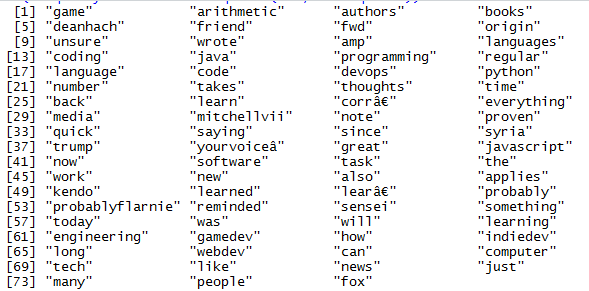 [1] "game" "arithmetic" "authors" "books"
[5] "deanhach" "friend" "fwd" "origin"
[9] "unsure" "wrote" "amp" "languages"
[13] "coding" "java" "programming" "regular"
[17] "language" "code" "devops" "python"
[21] "number" "takes" "thoughts" "time"
[25] "back" "learn" "corrâ€" "everything"
[29] "media" "mitchellvii" "note" "proven"
[33] "quick" "saying" "since" "syria"
[37] "trump" "yourvoiceâ" "great" "javascript"
[41] "now" "software" "task" "the"
[45] "work" "new" "also" "applies"
[49] "kendo" "learned" "learâ€" "probably"
[53] "probablyflarnie" "reminded" "sensei" "something"
[57] "today" "was" "will" "learning"
[61] "engineering" "gamedev" "how" "indiedev"
[65] "long" "webdev" "can" "computer"
[69] "tech" "like" "news" "just"
[73] "many" "people" "fox"